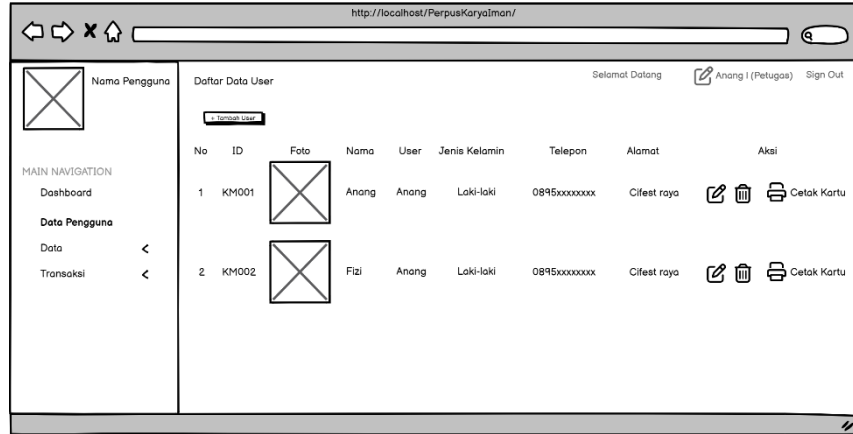 http://localhost/PerpusKaryaIman/
Nama Pengguna
Daftar Data User
Selamat Datang
Anang I (Petugas)
Sign Out
+ Tambah User
No ID Foto Nama User Jenis Kelamin Telepon Alamat Aksi
MAIN NAVIGATION
Dashboard
Data Pengguna
Data <
Transaksi <
1 KM001 Anang Anang Laki-laki 0895xxxxxxxx Cifest raya Cetak Kartu
2 KM002 Fizi Anang Laki-laki 0895xxxxxxxx Cifest raya Cetak Kartu